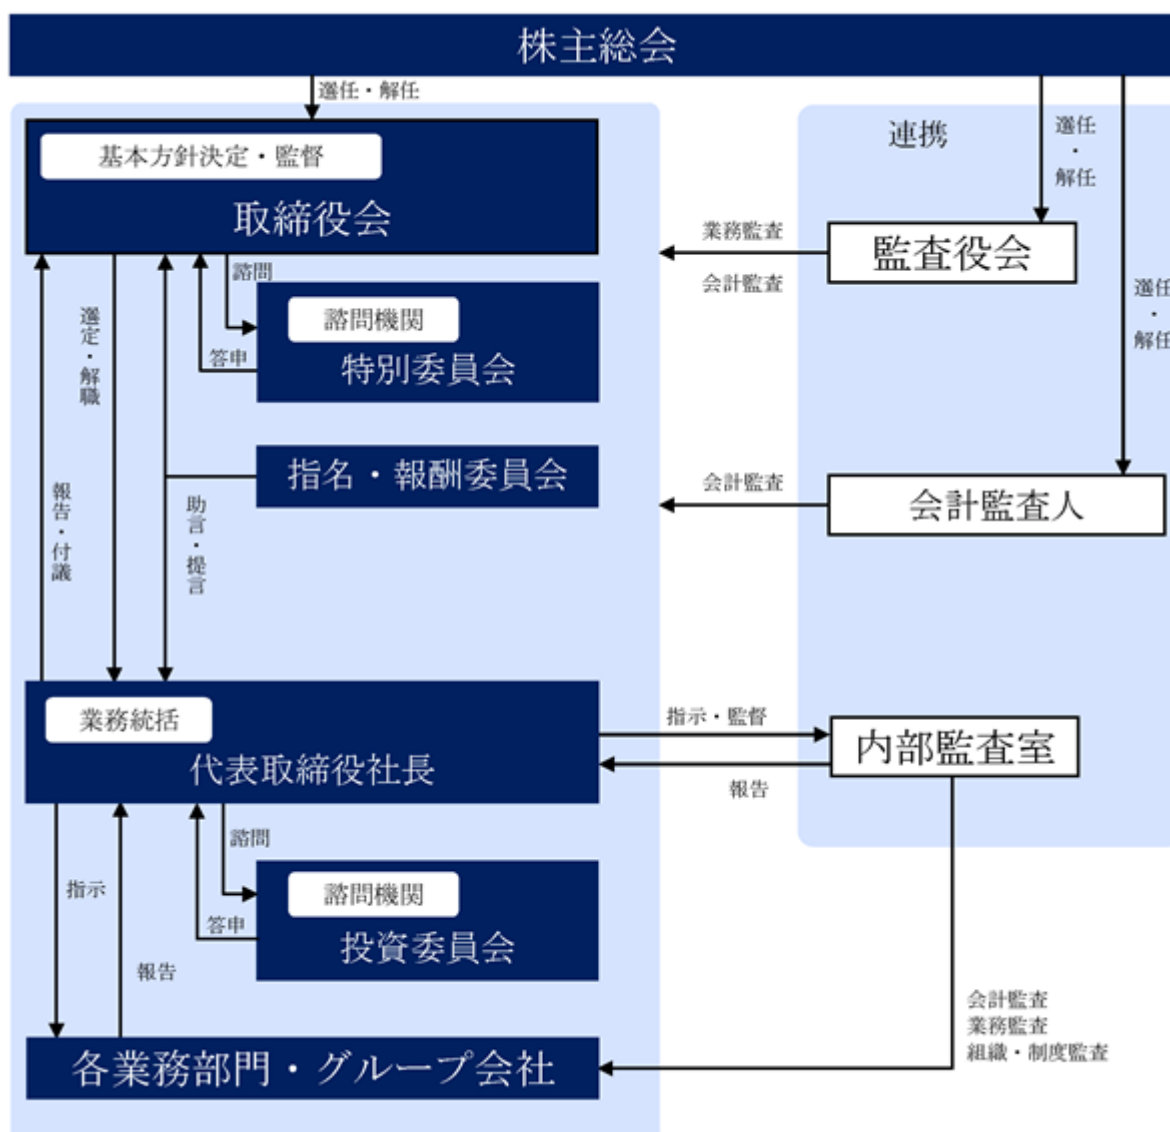 株主総会
選任・解任
基本方針決定・監督
取締役会
連携
選任・解任
業務監査
会計監査
監査役会
選任・解任
諮問
諮問機関
特別委員会
答申
選定・解職
報告・付議
指名・報酬委員会
助言・提言
会計監査
会計監査人
業務統括
代表取締役社長
指示・監督
報告
内部監査室
諮問
諮問機関
投資委員会
答申
指示
報告
各業務部門・グループ会社
会計監査
業務監査
組織・制度監査